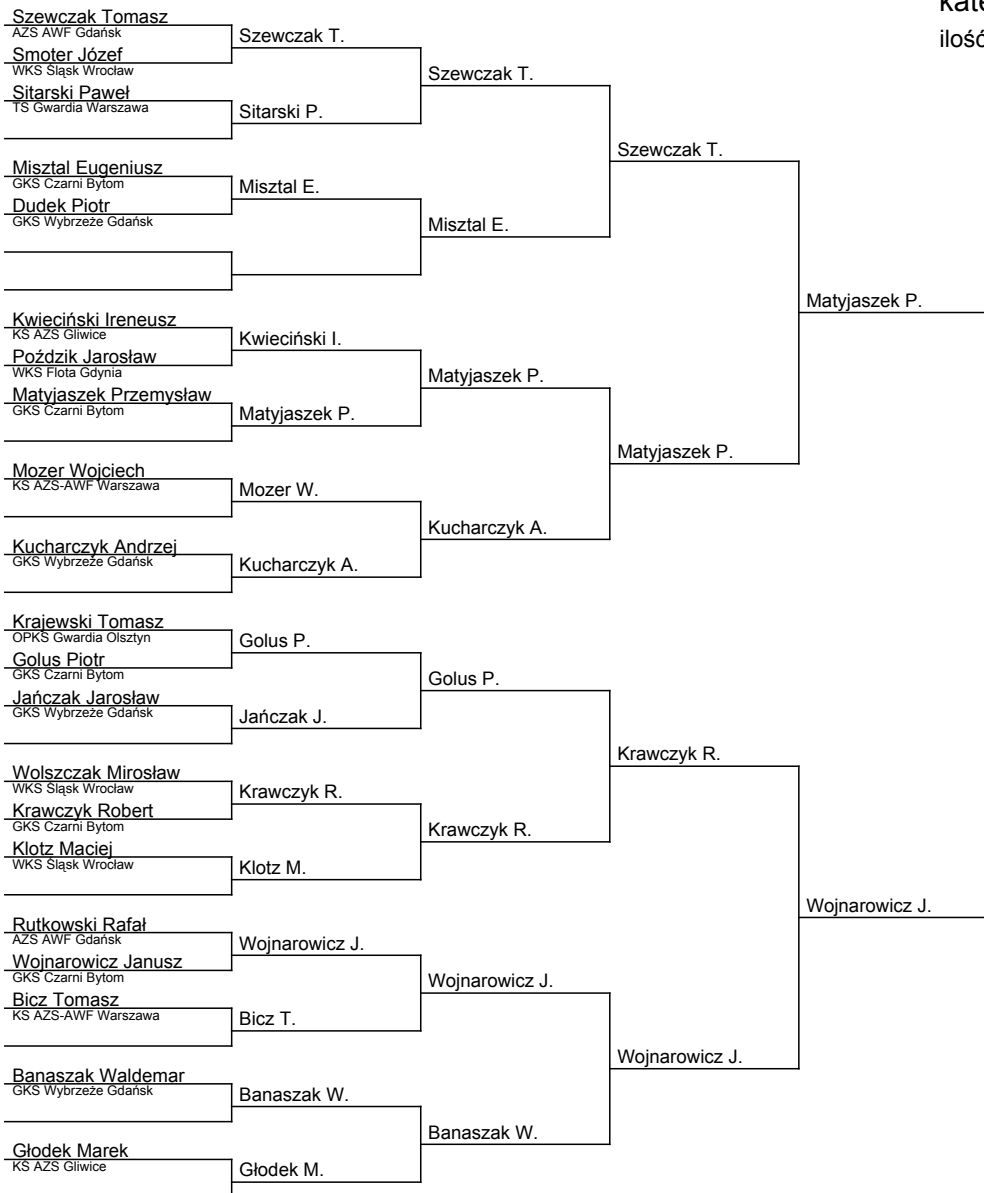 kate
ilość
Szewczak Tomasz
AZS AWF Gdańsk
Smoter Józef
WKS Śląsk Wrocław
Sitarski Paweł
TS Gwardia Warszawa
Misztal Eugeniusz
GKS Czarni Bytom
Dudek Piotr
GKS Wybrzeże Gdańsk
Kwieciński Ireneusz
KS AZS Gliwice
Poździk Jarosław
WKS Flota Gdynia
Matyjaszek Przemysław
GKS Czarni Bytom
Mozer Wojciech
KS AZS-AWF Warszawa
Kucharczyk Andrzej
GKS Wybrzeże Gdańsk
Krajewski Tomasz
OPKS Gwardia Olsztyn
Golus Piotr
GKS Czarni Bytom
Jańczak Jarosław
GKS Wybrzeże Gdańsk
Wolszczak Mirosław
WKS Śląsk Wrocław
Krawczyk Robert
GKS Czarni Bytom
Klotz Maciej
WKS Śląsk Wrocław
Rutkowski Rafał
AZS AWF Gdańsk
Wojnarowicz Janusz
GKS Czarni Bytom
Bicz Tomasz
KS AZS-AWF Warszawa
Banaszak Waldemar
GKS Wybrzeże Gdańsk
Głodek Marek
KS AZS Gliwice
Szewczak T.
Sitarski P.
Misztal E.
Kwieciński I.
Matyjaszek P.
Mozer W.
Kucharczyk A.
Golus P.
Jańczak J.
Krawczyk R.
Klotz M.
Wojnarowicz J.
Bicz T.
Banaszak W.
Głodek M.
Szewczak T.
Misztal E.
Matyjaszek P.
Kucharczyk A.
Golus P.
Krawczyk R.
Wojnarowicz J.
Banaszak W.
Szewczak T.
Matyjaszek P.
Krawczyk R.
Wojnarowicz J.
Matyjaszek P.
Wojnarowicz J.